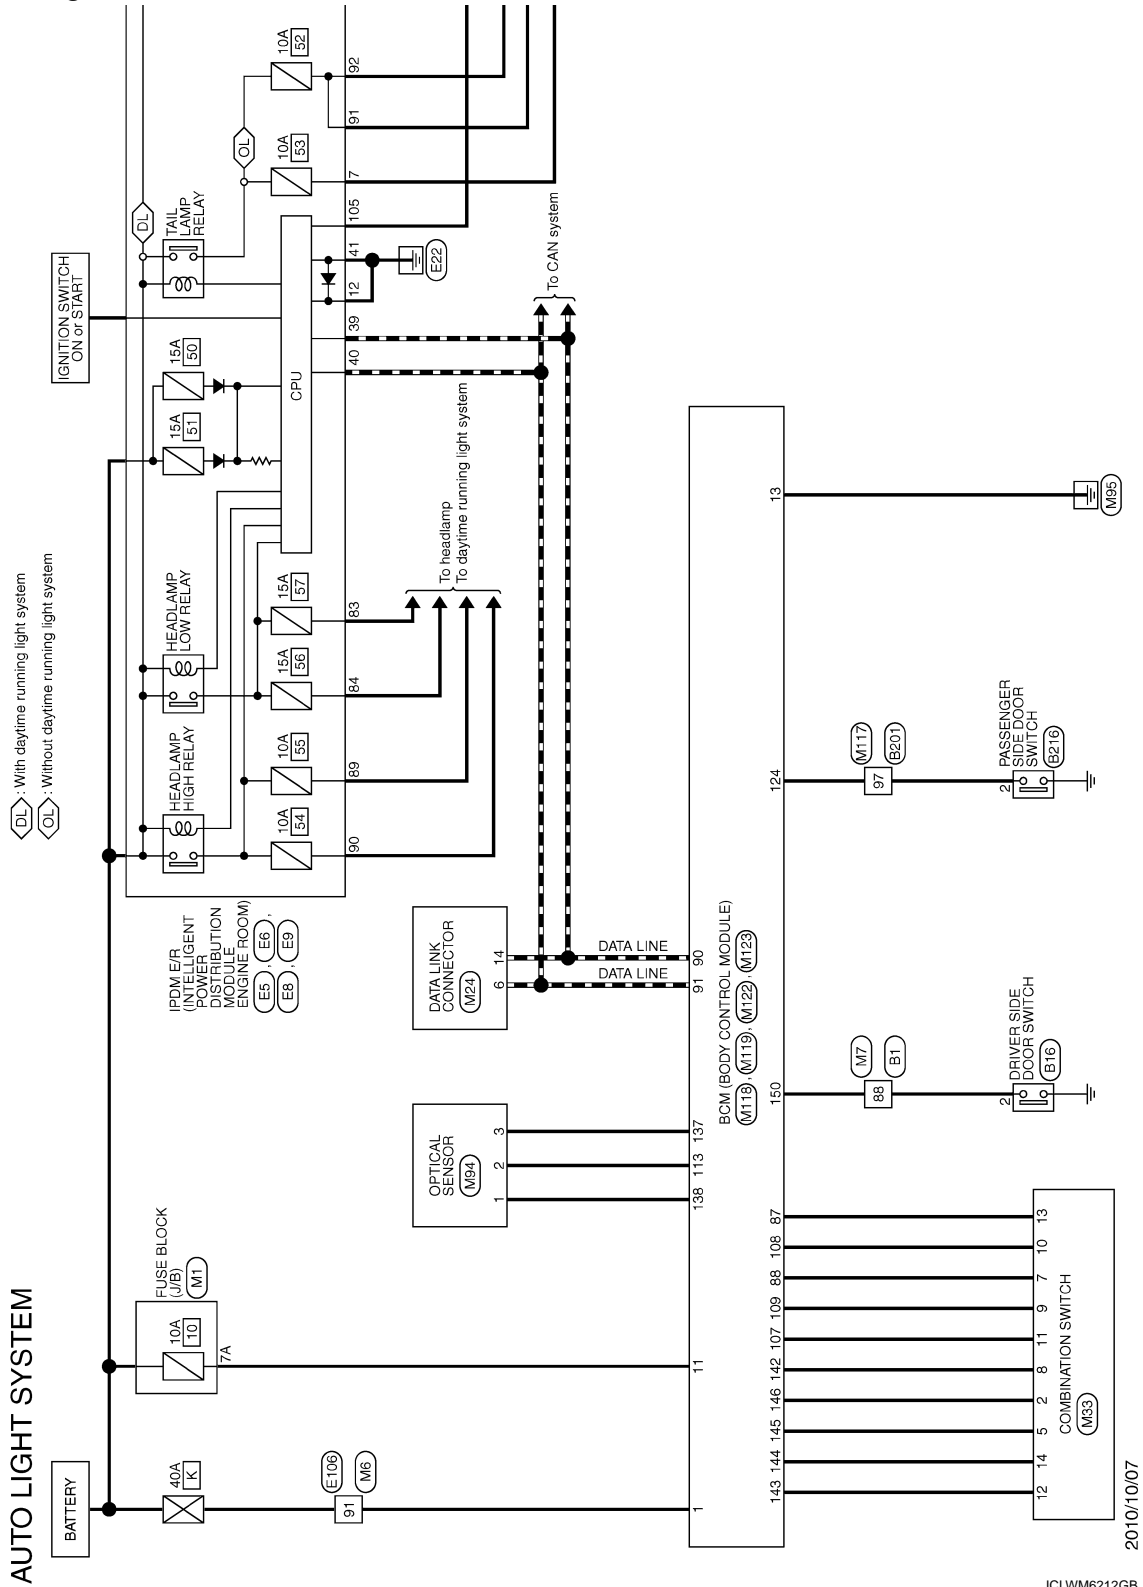 AUTO LIGHT SYSTEM
DL : With daytime running light system
OL : Without daytime running light system
BATTERY
IGNITION SWITCH
ON or START
40A
K
E106
91
M6
1
FUSE BLOCK
(J/B)
M1
10A
10
7A
11
IPDM E/R
(INTELLIGENT
POWER
DISTRIBUTION
MODULE
ENGINE ROOM)
E5 , E6 ,
E8 , E9
HEADLAMP
HIGH RELAY
HEADLAMP
LOW RELAY
15A
51
15A
50
TAIL
LAMP
RELAY
DL
OL
CPU
10A
54
10A
55
15A
56
15A
57
10A
53
10A
52
90
89
84
83
40
39
12
41
105
7
91
92
E22
To headlamp
To daytime running light system
To CAN system
OPTICAL
SENSOR
M94
1
2
3
138
113
137
DATA LINK
CONNECTOR
M24
6
14
DATA LINE
DATA LINE
91
90
BCM (BODY CONTROL MODULE)
M118 , M119 , M122 , M123
143
144
145
146
142
107
109
88
108
87
150
124
13
12
14
5
2
8
11
9
7
10
13
COMBINATION SWITCH
M33
M7
88
B1
2
DRIVER SIDE
DOOR SWITCH
B16
M117
97
B201
2
PASSENGER
SIDE DOOR
SWITCH
B216
M95
2010/10/07
JCLWM6212GB